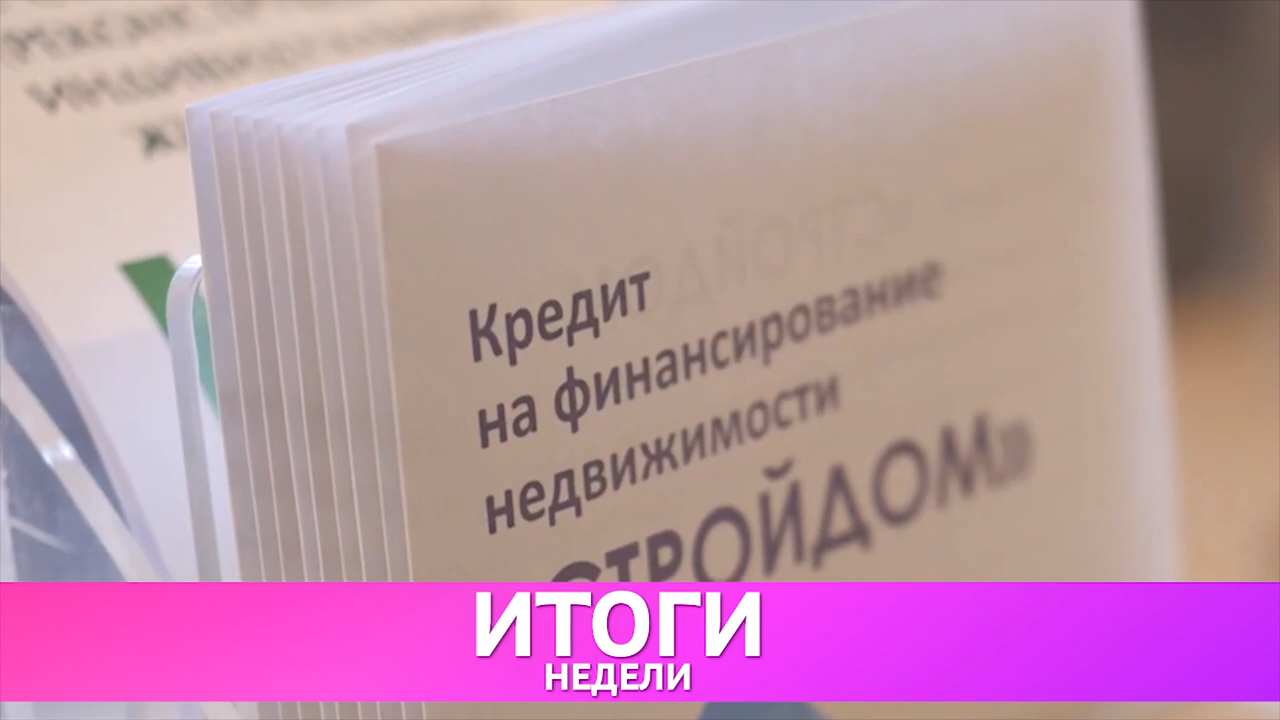 Кредит
на финансирование
недвижимости
СТРОЙДОМ»
ИТОГИ
НЕДЕЛИ